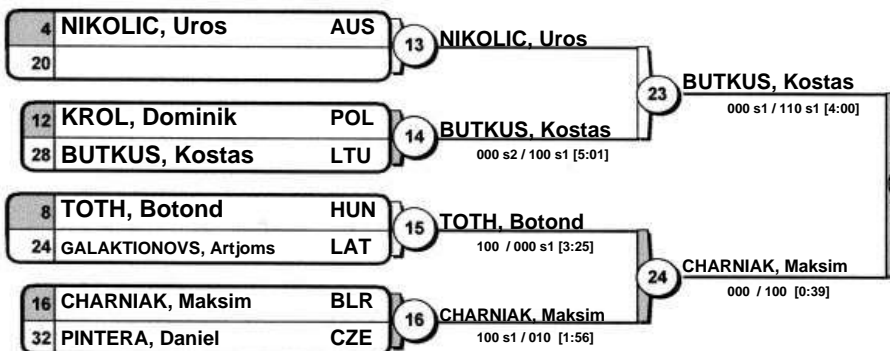 4 NIKOLIC, Uros AUS
20
13
NIKOLIC, Uros
12 KROL, Dominik POL
28 BUTKUS, Kostas LTU
14
BUTKUS, Kostas
000 s2 / 100 s1 [5:01]
23
BUTKUS, Kostas
000 s1 / 110 s1 [4:00]
8 TOTH, Botond HUN
24 GALAKTIONOVS, Artjoms LAT
15
TOTH, Botond
100 / 000 s1 [3:25]
16 CHARNIAK, Maksim BLR
32 PINTERA, Daniel CZE
16
CHARNIAK, Maksim
100 s1 / 010 [1:56]
24
CHARNIAK, Maksim
000 / 100 [0:39]